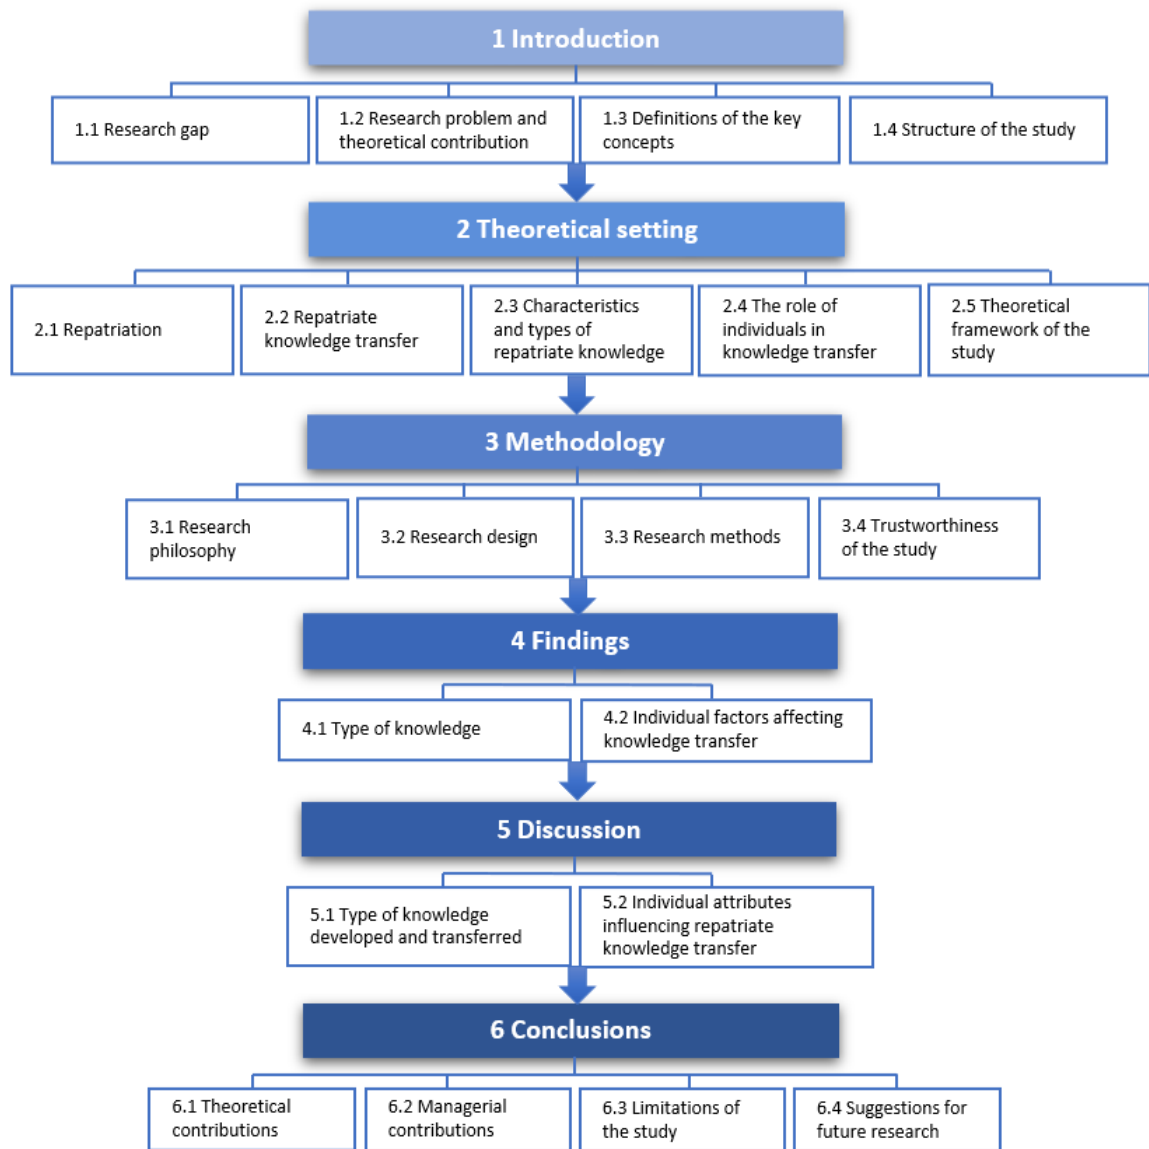 1 Introduction
1.1 Research gap
1.2 Research problem and
theoretical contribution
1.3 Definitions of the key
concepts
1.4 Structure of the study
2 Theoretical setting
2.1 Repatriation
2.2 Repatriate
knowledge transfer
2.3 Characteristics
and types of
repatriate knowledge
2.4 The role of
individuals in
knowledge transfer
2.5 Theoretical
framework of the
study
3 Methodology
3.1 Research
philosophy
3.2 Research design
3.3 Research methods
3.4 Trustworthiness
of the study
4 Findings
4.1 Type of knowledge
4.2 Individual factors affecting
knowledge transfer
5 Discussion
5.1 Type of knowledge
developed and transferred
5.2 Individual attributes
influencing repatriate
knowledge transfer
6 Conclusions
6.1 Theoretical
contributions
6.2 Managerial
contributions
6.3 Limitations of
the study
6.4 Suggestions for
future research